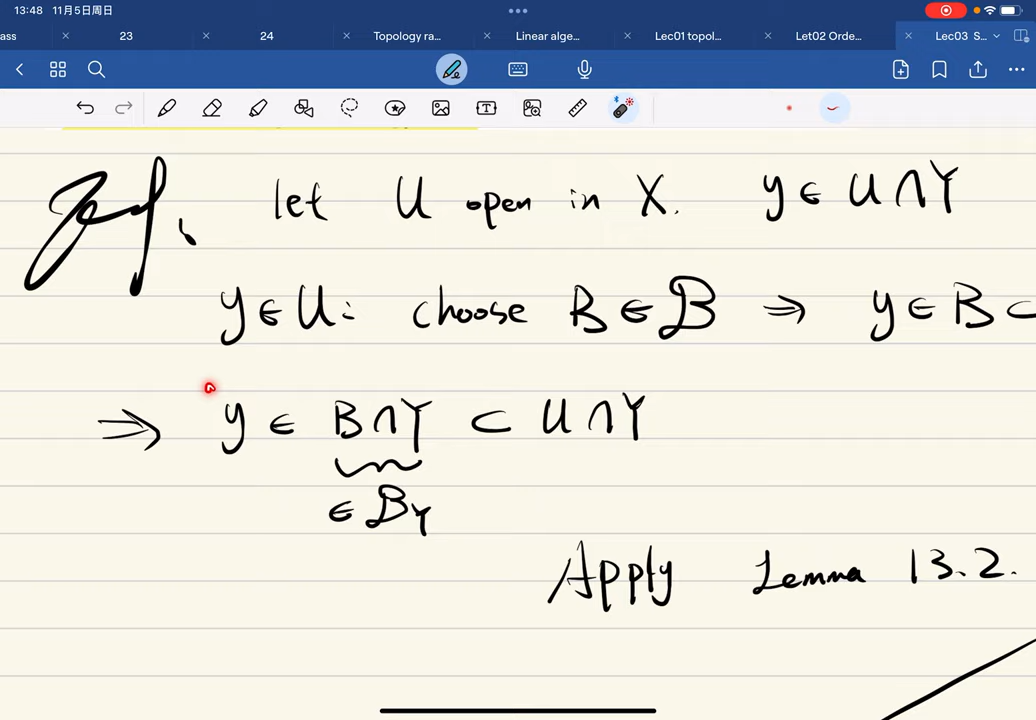 13:48 11月5日周日
ass 23 24 Topology ra... Linear alge... Lec01 topol... Let02 Orde... Lec03 S...
Proof. let U open in X. y ∈ U ∩ Y
y ∈ U: choose B ∈ ℬ ⇒ y ∈ B ⊂
⇒ y ∈ B ∩ Y ⊂ U ∩ Y
∈ ℬ_Y
Apply Lemma 13.2.